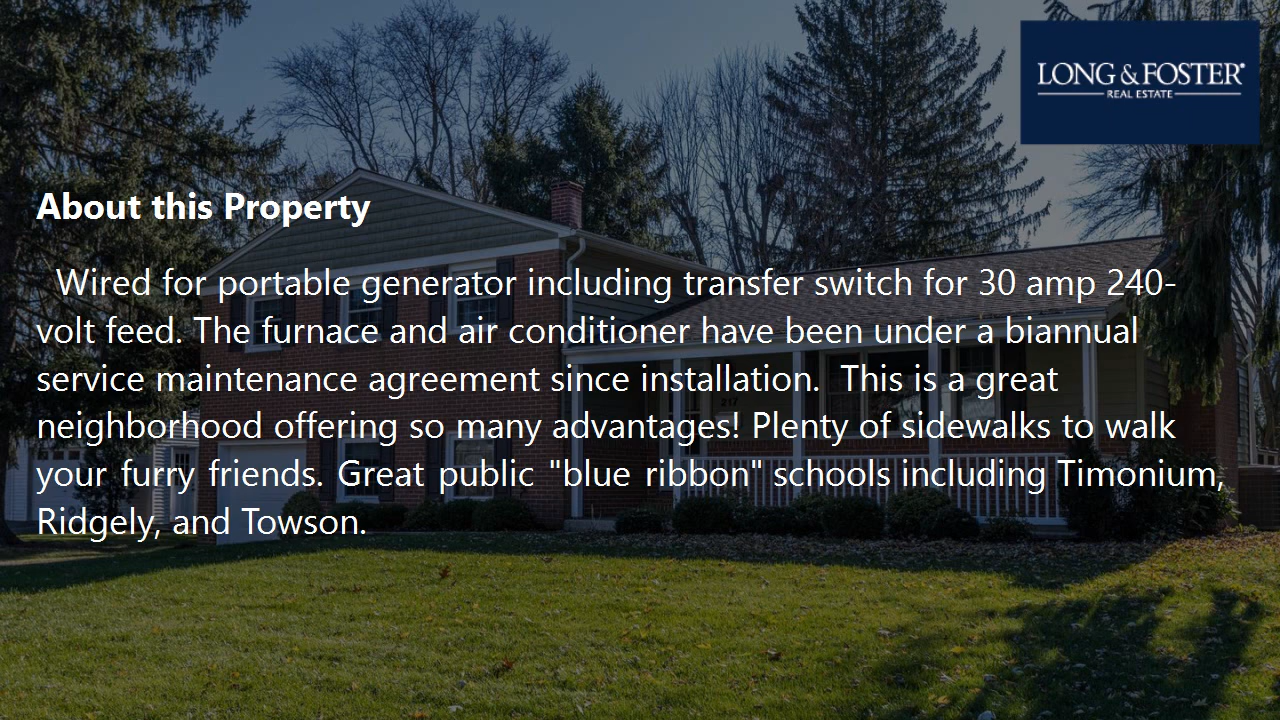 LONG & FOSTER®
REAL ESTATE
About this Property
Wired for portable generator including transfer switch for 30 amp 240-
volt feed. The furnace and air conditioner have been under a biannual
service maintenance agreement since installation.  This is a great
neighborhood offering so many advantages! Plenty of sidewalks to walk
your furry friends. Great public "blue ribbon" schools including Timonium,
Ridgely, and Towson.
217